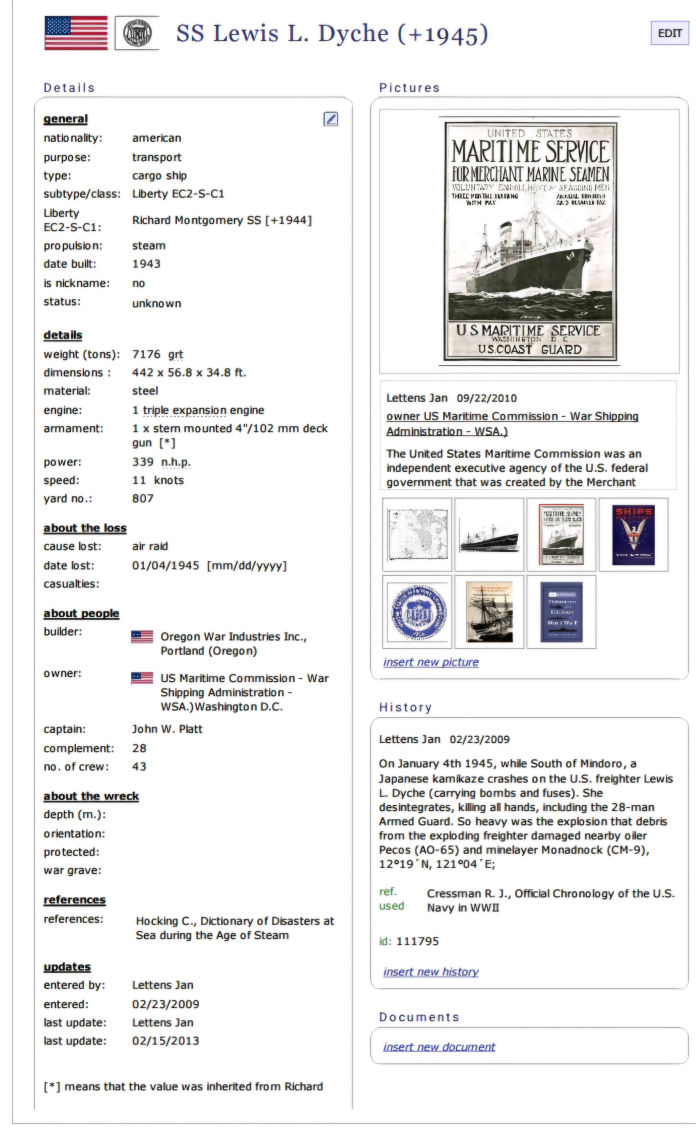 SS Lewis L. Dyche (+1945)
EDIT
Details
general
nationality: american
purpose: transport
type: cargo ship
subtype/class: Liberty EC2-S-C1
Liberty
EC2-S-C1: Richard Montgomery SS [+1944]
propulsion: steam
date built: 1943
is nickname: no
status: unknown
details
weight (tons): 7176 grt
dimensions : 442 x 56.8 x 34.8 ft.
material: steel
engine: 1 triple expansion engine
armament: 1 x stern mounted 4"/102 mm deck
gun [*]
power: 339 n.h.p.
speed: 11 knots
yard no.: 807
about the loss
cause lost: air raid
date lost: 01/04/1945 [mm/dd/yyyy]
casualties:
about people
builder: Oregon War Industries Inc.,
Portland (Oregon)
owner: US Maritime Commission - War
Shipping Administration -
WSA.)Washington D.C.
captain: John W. Platt
complement: 28
no. of crew: 43
about the wreck
depth (m.):
orientation:
protected:
war grave:
references
references: Hocking C., Dictionary of Disasters at
Sea during the Age of Steam
updates
entered by: Lettens Jan
entered: 02/23/2009
last update: Lettens Jan
last update: 02/15/2013
[*] means that the value was inherited from Richard
Pictures
UNITED STATES
MARITIME SERVICE
FOR MERCHANT MARINE SEAMEN
THREE MONTHS TRAINING
WITH PAY
U S MARITIME SERVICE
WASHINGTON D C
U.S.COAST GUARD
Lettens Jan 09/22/2010
owner US Maritime Commission - War Shipping
Administration - WSA.)
The United States Maritime Commission was an
independent executive agency of the U.S. federal
government that was created by the Merchant
SHIPS
insert new picture
History
Lettens Jan 02/23/2009
On January 4th 1945, while South of Mindoro, a
Japanese kamikaze crashes on the U.S. freighter Lewis
L. Dyche (carrying bombs and fuses). She
desintegrates, killing all hands, including the 28-man
Armed Guard. So heavy was the explosion that debris
from the exploding freighter damaged nearby oiler
Pecos (AO-65) and minelayer Monadnock (CM-9),
12°19´N, 121°04´E;
ref.
used
Cressman R. J., Official Chronology of the U.S.
Navy in WWII
id: 111795
insert new history
Documents
insert new document